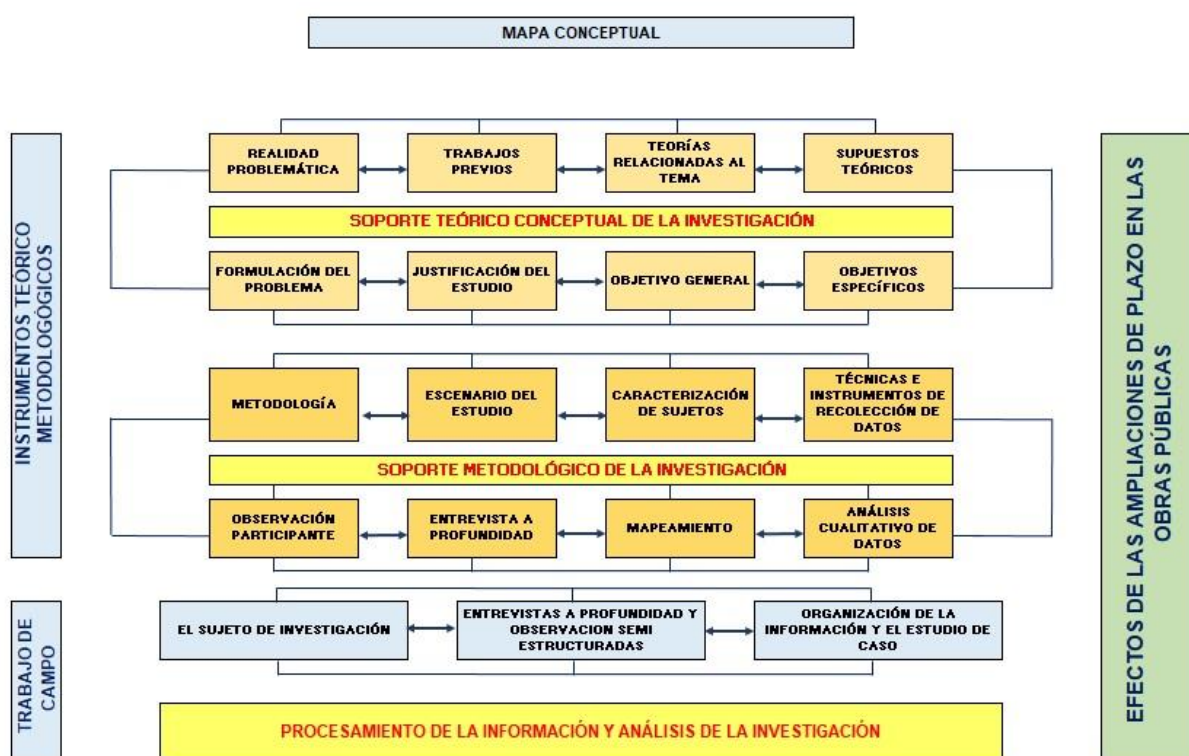 MAPA CONCEPTUAL
INSTRUMENTOS TEÓRICO
METODOLOGÓGICOS
REALIDAD
PROBLEMÁTICA
TRABAJOS
PREVIOS
TEORÍAS
RELACIONADAS AL
TEMA
SUPUESTOS
TEÓRICOS
SOPORTE TEÓRICO CONCEPTUAL DE LA INVESTIGACIÓN
FORMULACIÓN DEL
PROBLEMA
JUSTIFICACIÓN DEL
ESTUDIO
OBJETIVO GENERAL
OBJETIVOS
ESPECÍFICOS
METODOLOGÍA
ESCENARIO DEL
ESTUDIO
CARACTERIZACIÓN
DE SUJETOS
TÉCNICAS E
INSTRUMENTOS DE
RECOLECCIÓN DE
DATOS
SOPORTE METODOLÓGICO DE LA INVESTIGACIÓN
OBSERVACIÓN
PARTICIPANTE
ENTREVISTA A
PROFUNDIDAD
MAPEAMIENTO
ANÁLISIS
CUALITATIVO DE
DATOS
TRABAJO DE
CAMPO
EL SUJETO DE INVESTIGACIÓN
ENTREVISTAS A PROFUNDIDAD Y
OBSERVACION SEMI
ESTRUCTURADAS
ORGANIZACIÓN DE LA
INFORMACIÓN Y EL ESTUDIO DE
CASO
PROCESAMIENTO DE LA INFORMACIÓN Y ANÁLISIS DE LA INVESTIGACIÓN
EFECTOS DE LAS AMPLIACIONES DE PLAZO EN LAS
OBRAS PÚBLICAS